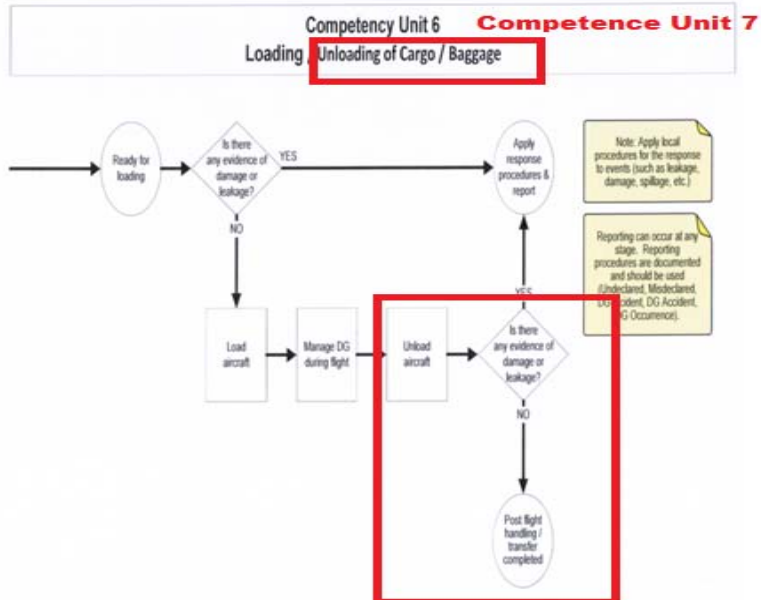 Competency Unit 6
Competence Unit 7
Loading / Unloading of Cargo / Baggage
Ready for
loading
Is there
any evidence of
damage or
leakage?
YES
Apply
response
procedures &
report
Note: Apply local
procedures for the response
to events (such as leakage,
damage, spillage, etc.)
NO
Reporting can occur at any
stage. Reporting
procedures are documented
and should be used
(Undeclared, Misdeclared,
DG Accident,
Occurrence).
YES
Load
aircraft
Manage DG
during flight
Unload
aircraft
Is there
any evidence of
damage or
leakage?
NO
Post flight
handling /
transfer
completed